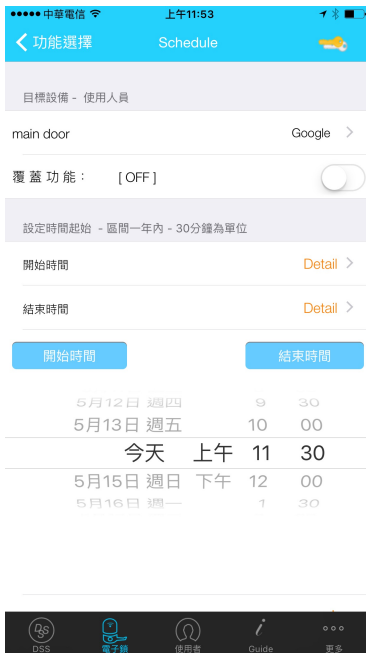 中華電信 上午11:53
功能選擇 Schedule
目標設備 - 使用人員
main door Google
覆蓋功能: [OFF]
設定時間起始 - 區間一年內 - 30分鐘為單位
開始時間 Detail
結束時間 Detail
開始時間 結束時間
5月12日 週四 9 30
5月13日 週五 10 00
今天 上午 11 30
5月15日 週日 下午 12 00
5月16日 週一 1 30
DSS
DSS 電子鎖 使用者 Guide 更多